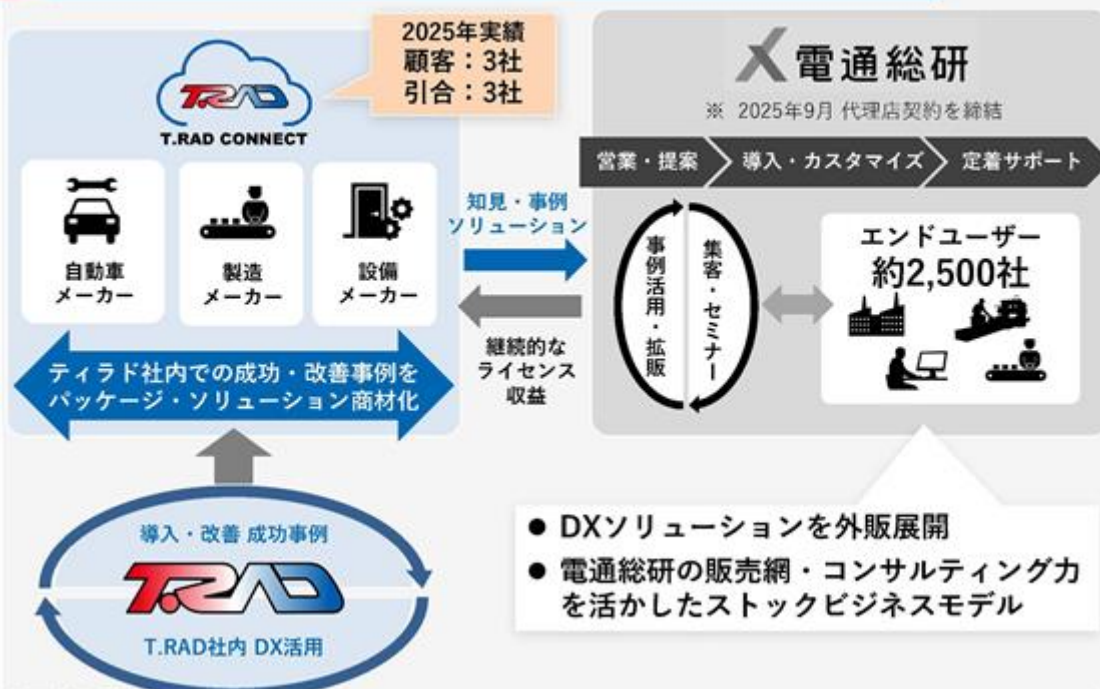 2025年実績
顧客：3社
引合：3社
T.RAD
T.RAD CONNECT
自動車
メーカー
製造
メーカー
設備
メーカー
ティラド社内での成功・改善事例を
パッケージ・ソリューション商材化
導入・改善 成功事例
T.RAD
T.RAD社内 DX活用
知見・事例
ソリューション
継続的な
ライセンス
収益
電通総研
※ 2025年9月 代理店契約を締結
営業・提案
導入・カスタマイズ
定着サポート
事例活用・拡販
集客・セミナー
エンドユーザー
約2,500社
● DXソリューションを外販展開
● 電通総研の販売網・コンサルティング力
を活かしたストックビジネスモデル